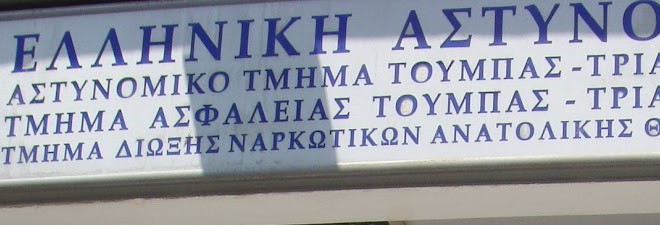 ΕΛΛΗΝΙΚΗ ΑΣΤΥΝΟ
ΑΣΤΥΝΟΜΙΚΟ ΤΜΗΜΑ ΤΟΥΜΠΑΣ - ΤΡΙΑ
ΤΜΗΜΑ ΑΣΦΑΛΕΙΑΣ ΤΟΥΜΠΑΣ - ΤΡΙΑ
ΤΜΗΜΑ ΔΙΩΞΗΣ ΝΑΡΚΩΤΙΚΩΝ ΑΝΑΤΟΛΙΚΗΣ Θ